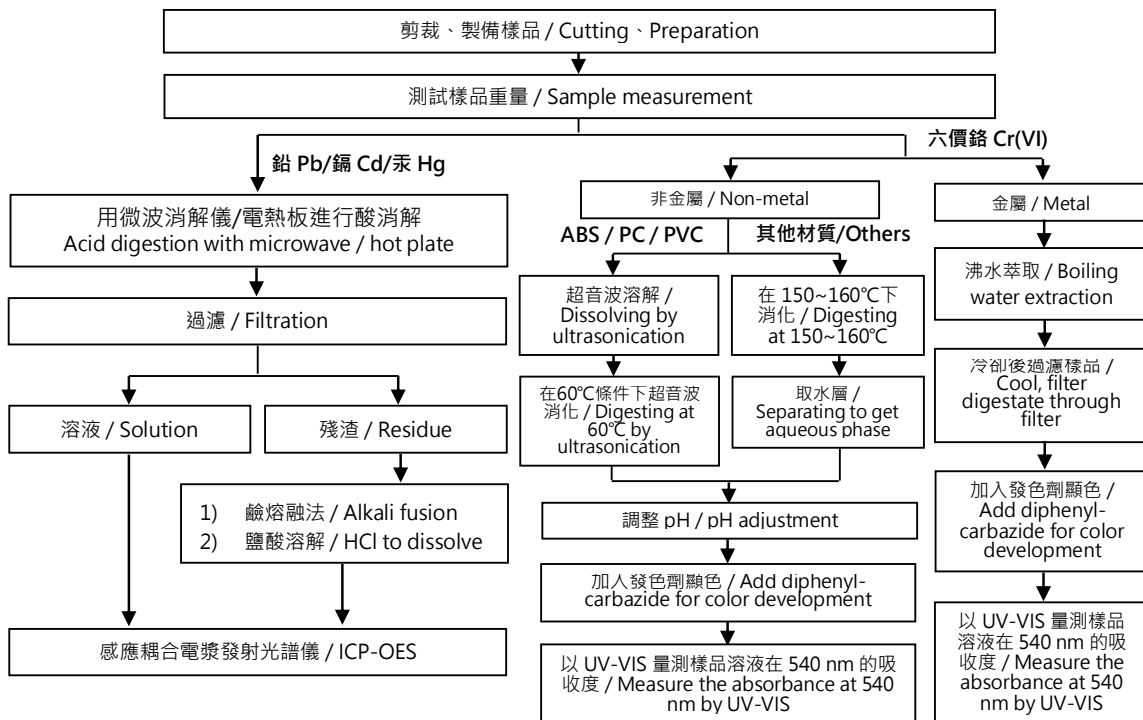 剪裁、製備樣品 / Cutting、Preparation
測試樣品重量 / Sample measurement
鉛 Pb/鎘 Cd/汞 Hg
六價鉻 Cr(VI)
用微波消解儀/電熱板進行酸消解
Acid digestion with microwave / hot plate
過濾 / Filtration
溶液 / Solution
殘渣 / Residue
1) 鹼熔融法 / Alkali fusion
2) 鹽酸溶解 / HCl to dissolve
感應耦合電漿發射光譜儀 / ICP-OES
非金屬 / Non-metal
ABS / PC / PVC
其他材質/Others
超音波溶解 /
Dissolving by
ultrasonication
在60℃條件下超音波
消化 / Digesting at
60℃ by
ultrasonication
在 150~160℃下
消化 / Digesting
at 150~160℃
取水層 /
Separating to get
aqueous phase
調整 pH / pH adjustment
加入發色劑顯色 / Add diphenyl-
carbazide for color development
以 UV-VIS 量測樣品溶液在 540 nm 的吸
收度 / Measure the absorbance at 540
nm by UV-VIS
金屬 / Metal
沸水萃取 / Boiling
water extraction
冷卻後過濾樣品 /
Cool, filter
digestate through
filter
加入發色劑顯色 /
Add diphenyl-
carbazide for color
development
以 UV-VIS 量測樣品
溶液在 540 nm 的吸
收度 / Measure the
absorbance at 540
nm by UV-VIS